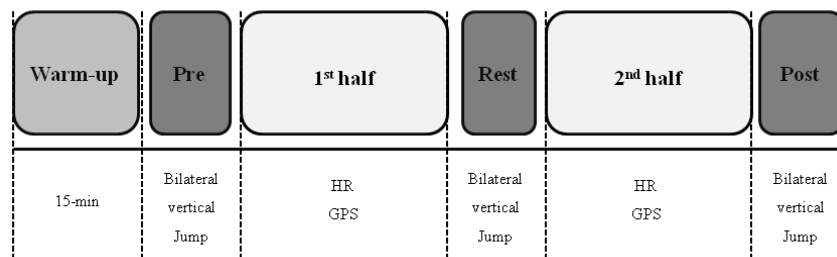 Warm-up Pre 1st half Rest 2nd half Post
15-min
Bilateral
vertical
Jump
HR
GPS
Bilateral
vertical
Jump
HR
GPS
Bilateral
vertical
Jump